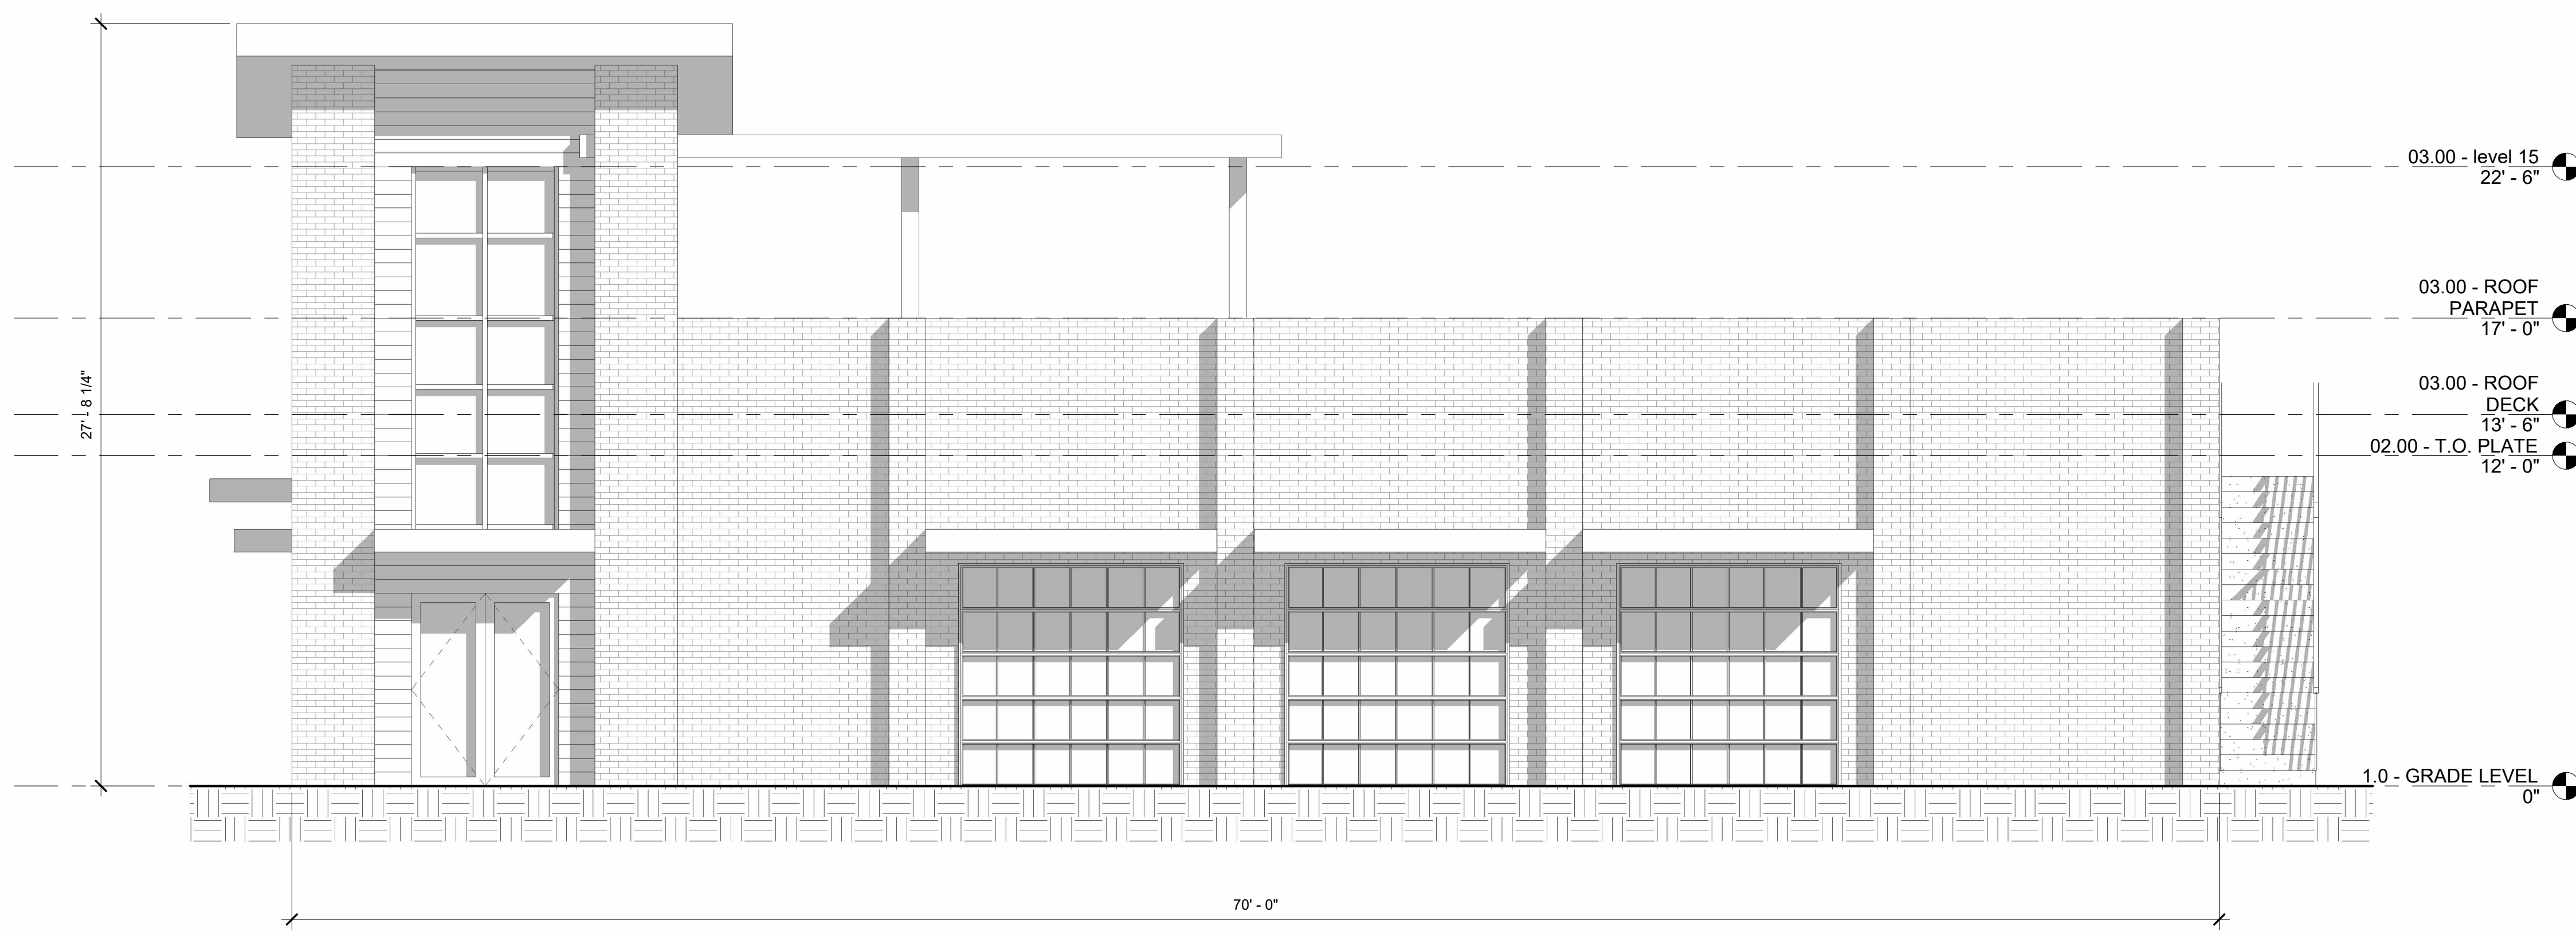 03.00 - level 15
22' - 6"
03.00 - ROOF
PARAPET
17' - 0"
27' - 8 1/4"
03.00 - ROOF
DECK
13' - 6"
02.00 - T.O. PLATE
12' - 0"
1.0 - GRADE LEVEL
0"
70' - 0"